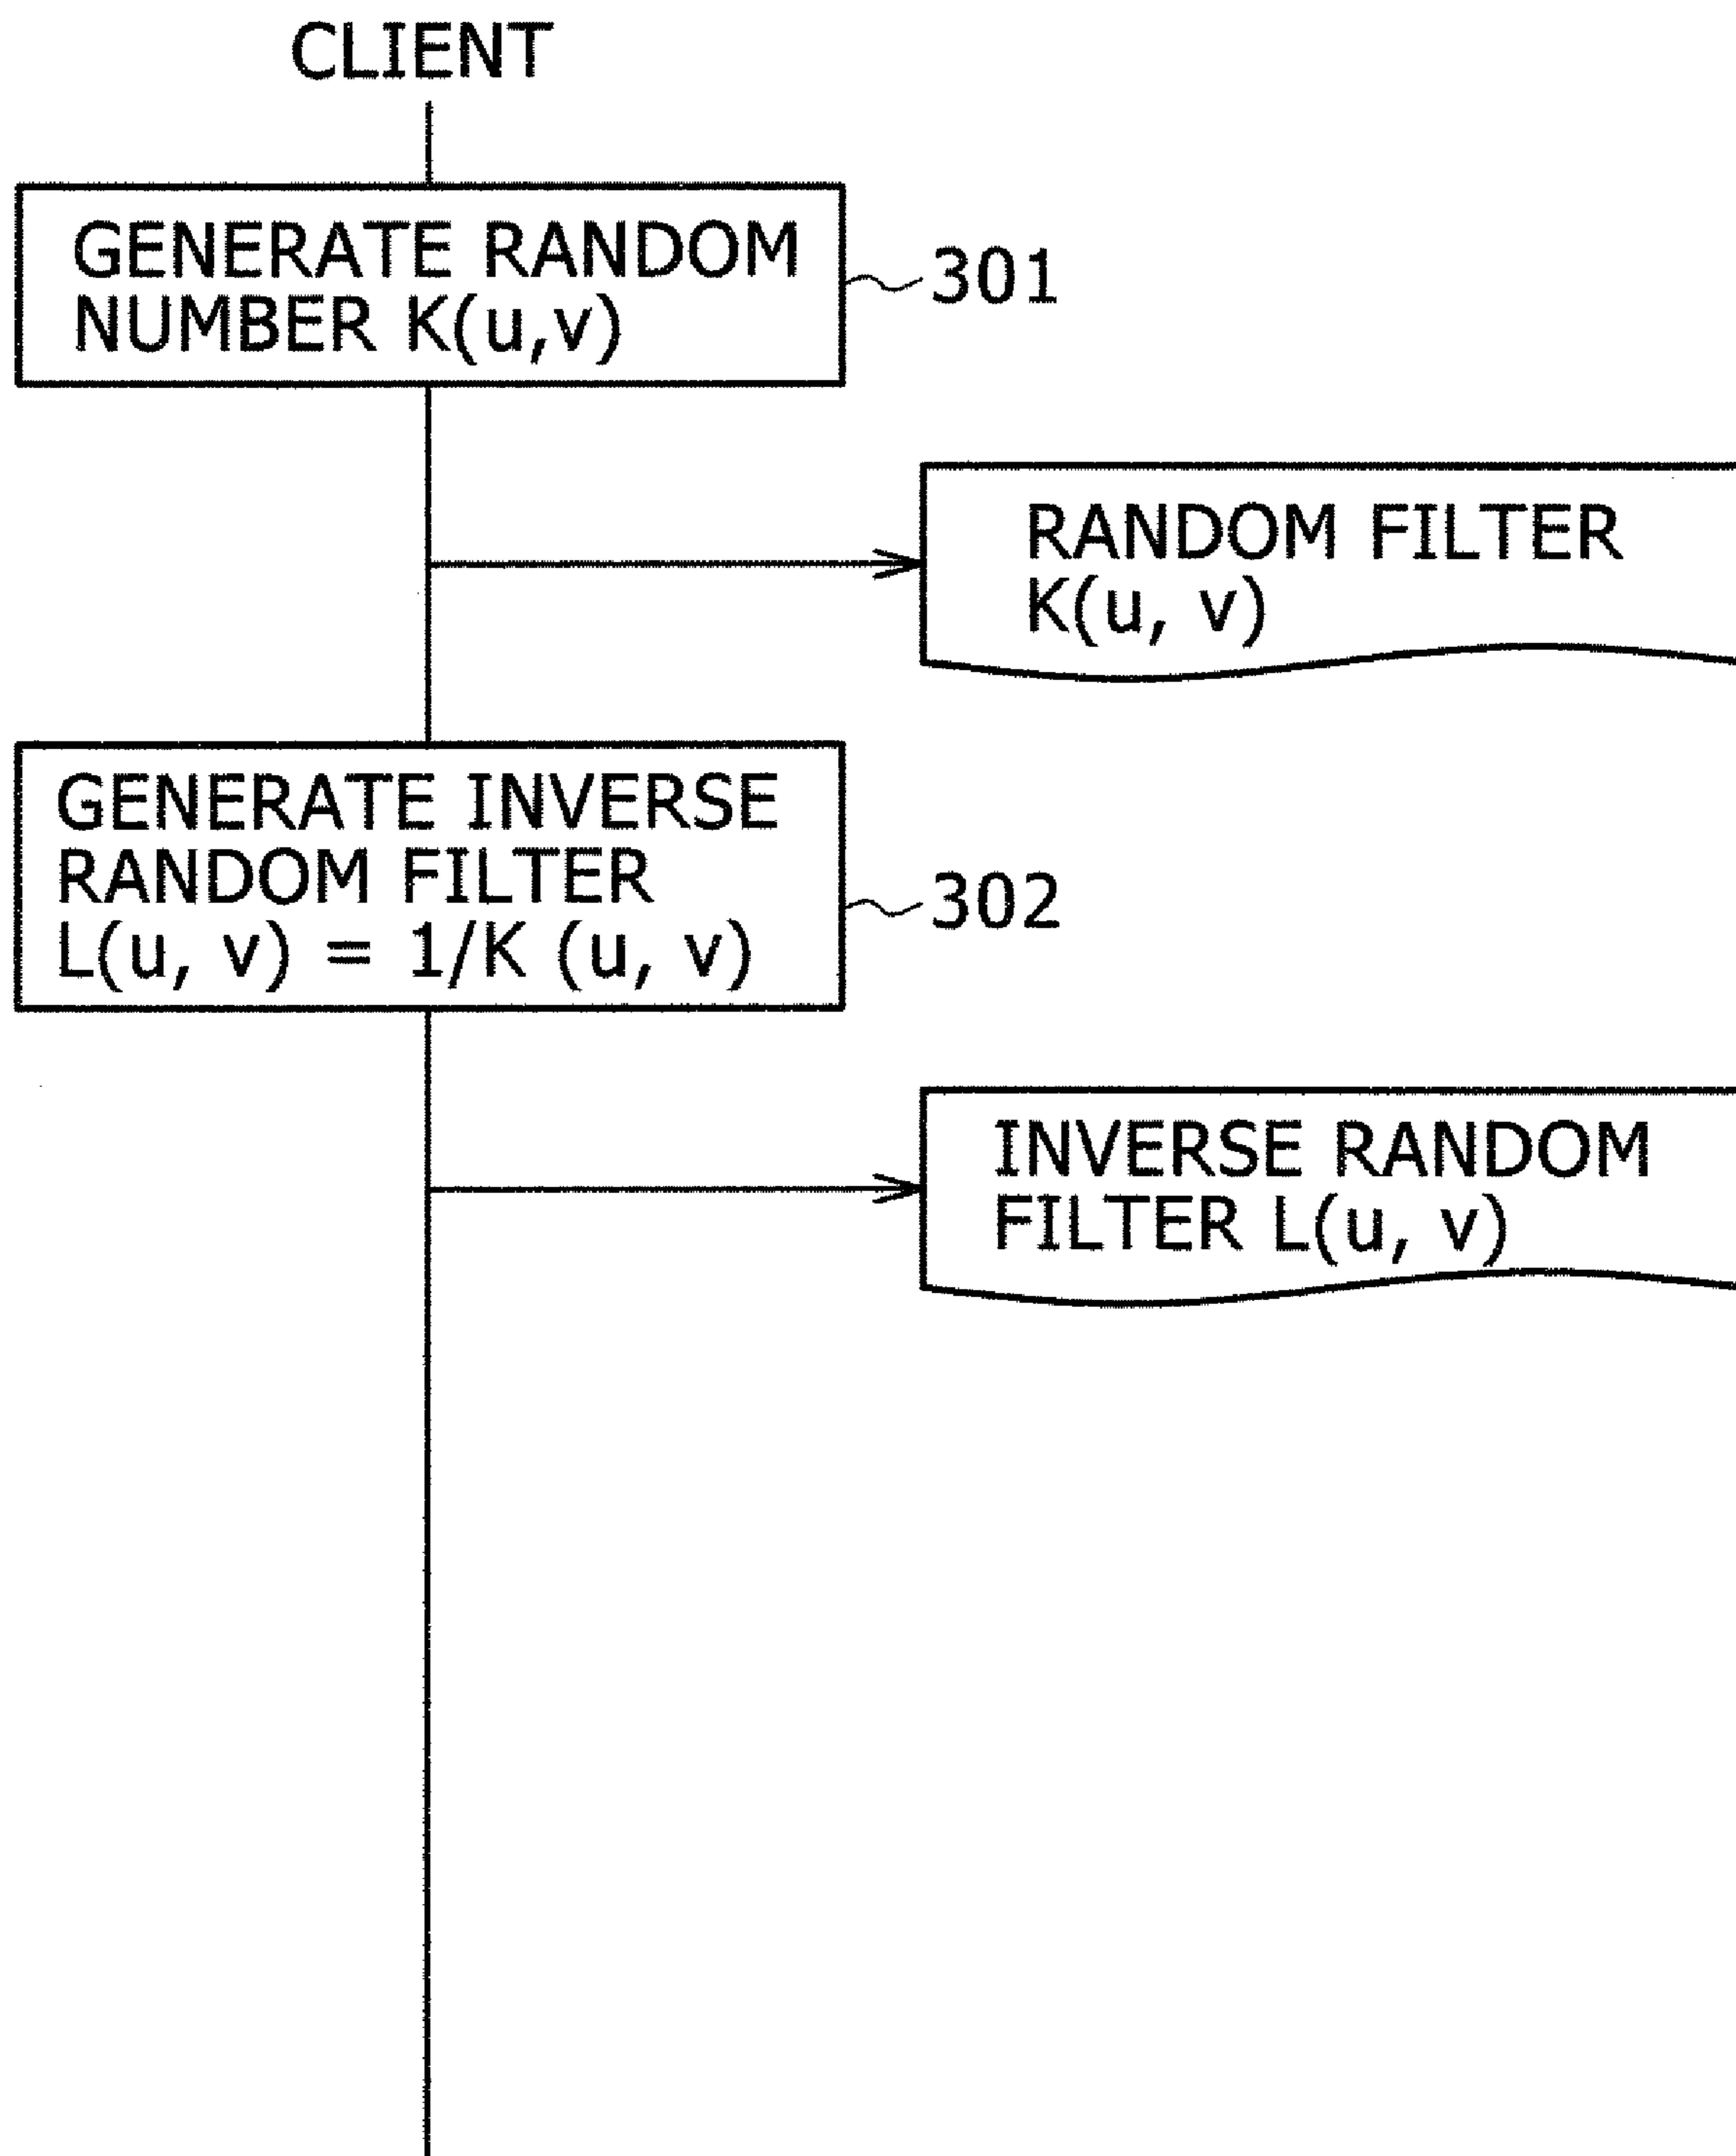 CLIENT
GENERATE RANDOM
NUMBER K(u,v)
301
RANDOM FILTER
K(u, v)
GENERATE INVERSE
RANDOM FILTER
L(u, v) = 1/K (u, v)
302
INVERSE RANDOM
FILTER L(u, v)